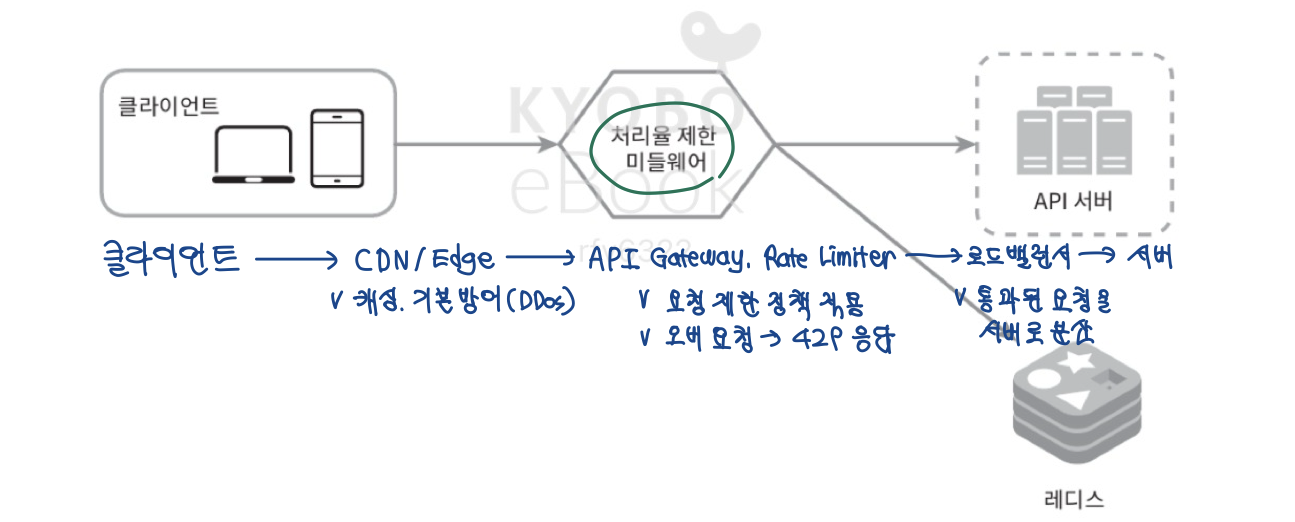 클라이언트
처리율 제한
미들웨어
API 서버
KYOBO
eBook
클라이언트 → CDN/Edge → API Gateway. Rate Limiter → 로드밸런서 → 서버
v 캐싱. 기본 방어(DDos)
v 요청 제한 정책 적용
v 오버 요청 → 429 응답
v 통과된 요청을
서버로 분산
레디스